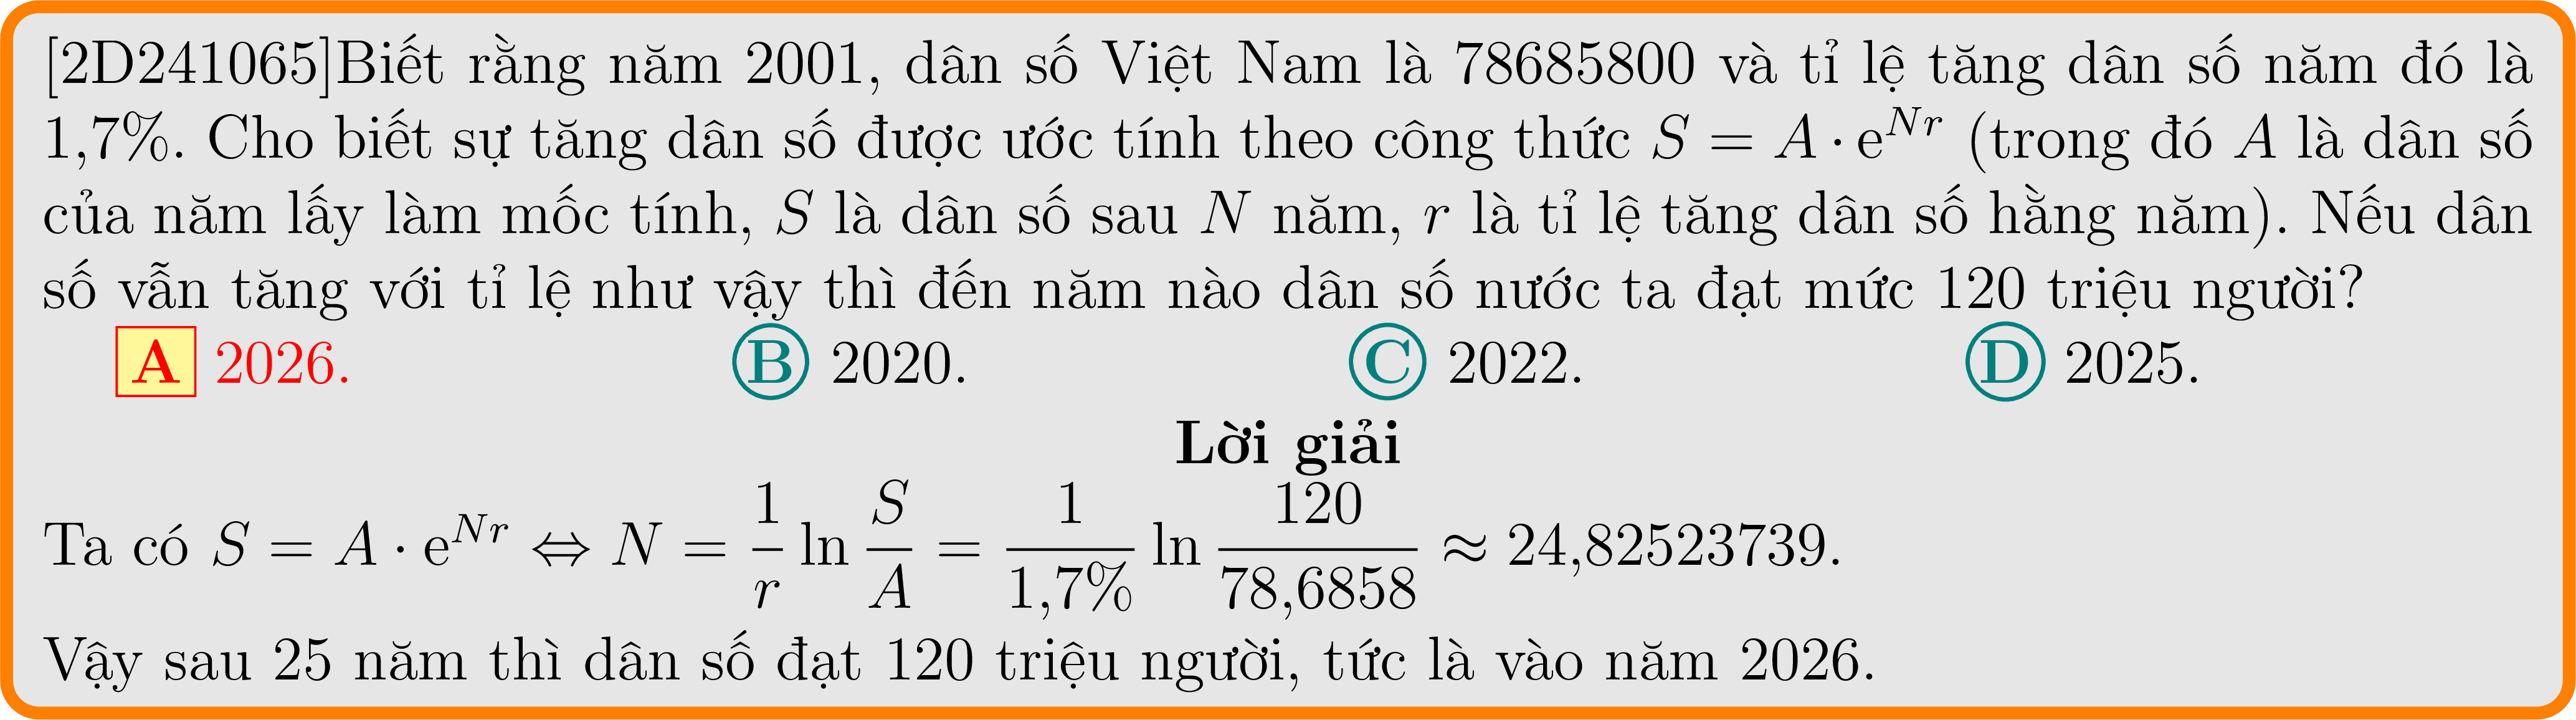 [2D241065]Biết rằng năm 2001, dân số Việt Nam là 78685800 và tỉ lệ tăng dân số năm đó là
1,7%. Cho biết sự tăng dân số được ước tính theo công thức S = A · e^{Nr} (trong đó A là dân số
của năm lấy làm mốc tính, S là dân số sau N năm, r là tỉ lệ tăng dân số hằng năm). Nếu dân
số vẫn tăng với tỉ lệ như vậy thì đến năm nào dân số nước ta đạt mức 120 triệu người?
A 2026. B 2020. C 2022. D 2025.
Lời giải
Ta có S = A · e^{Nr} ⇔ N = \frac{1}{r} ln \frac{S}{A} = \frac{1}{1,7%} ln \frac{120}{78,6858} ≈ 24,82523739.
Vậy sau 25 năm thì dân số đạt 120 triệu người, tức là vào năm 2026.